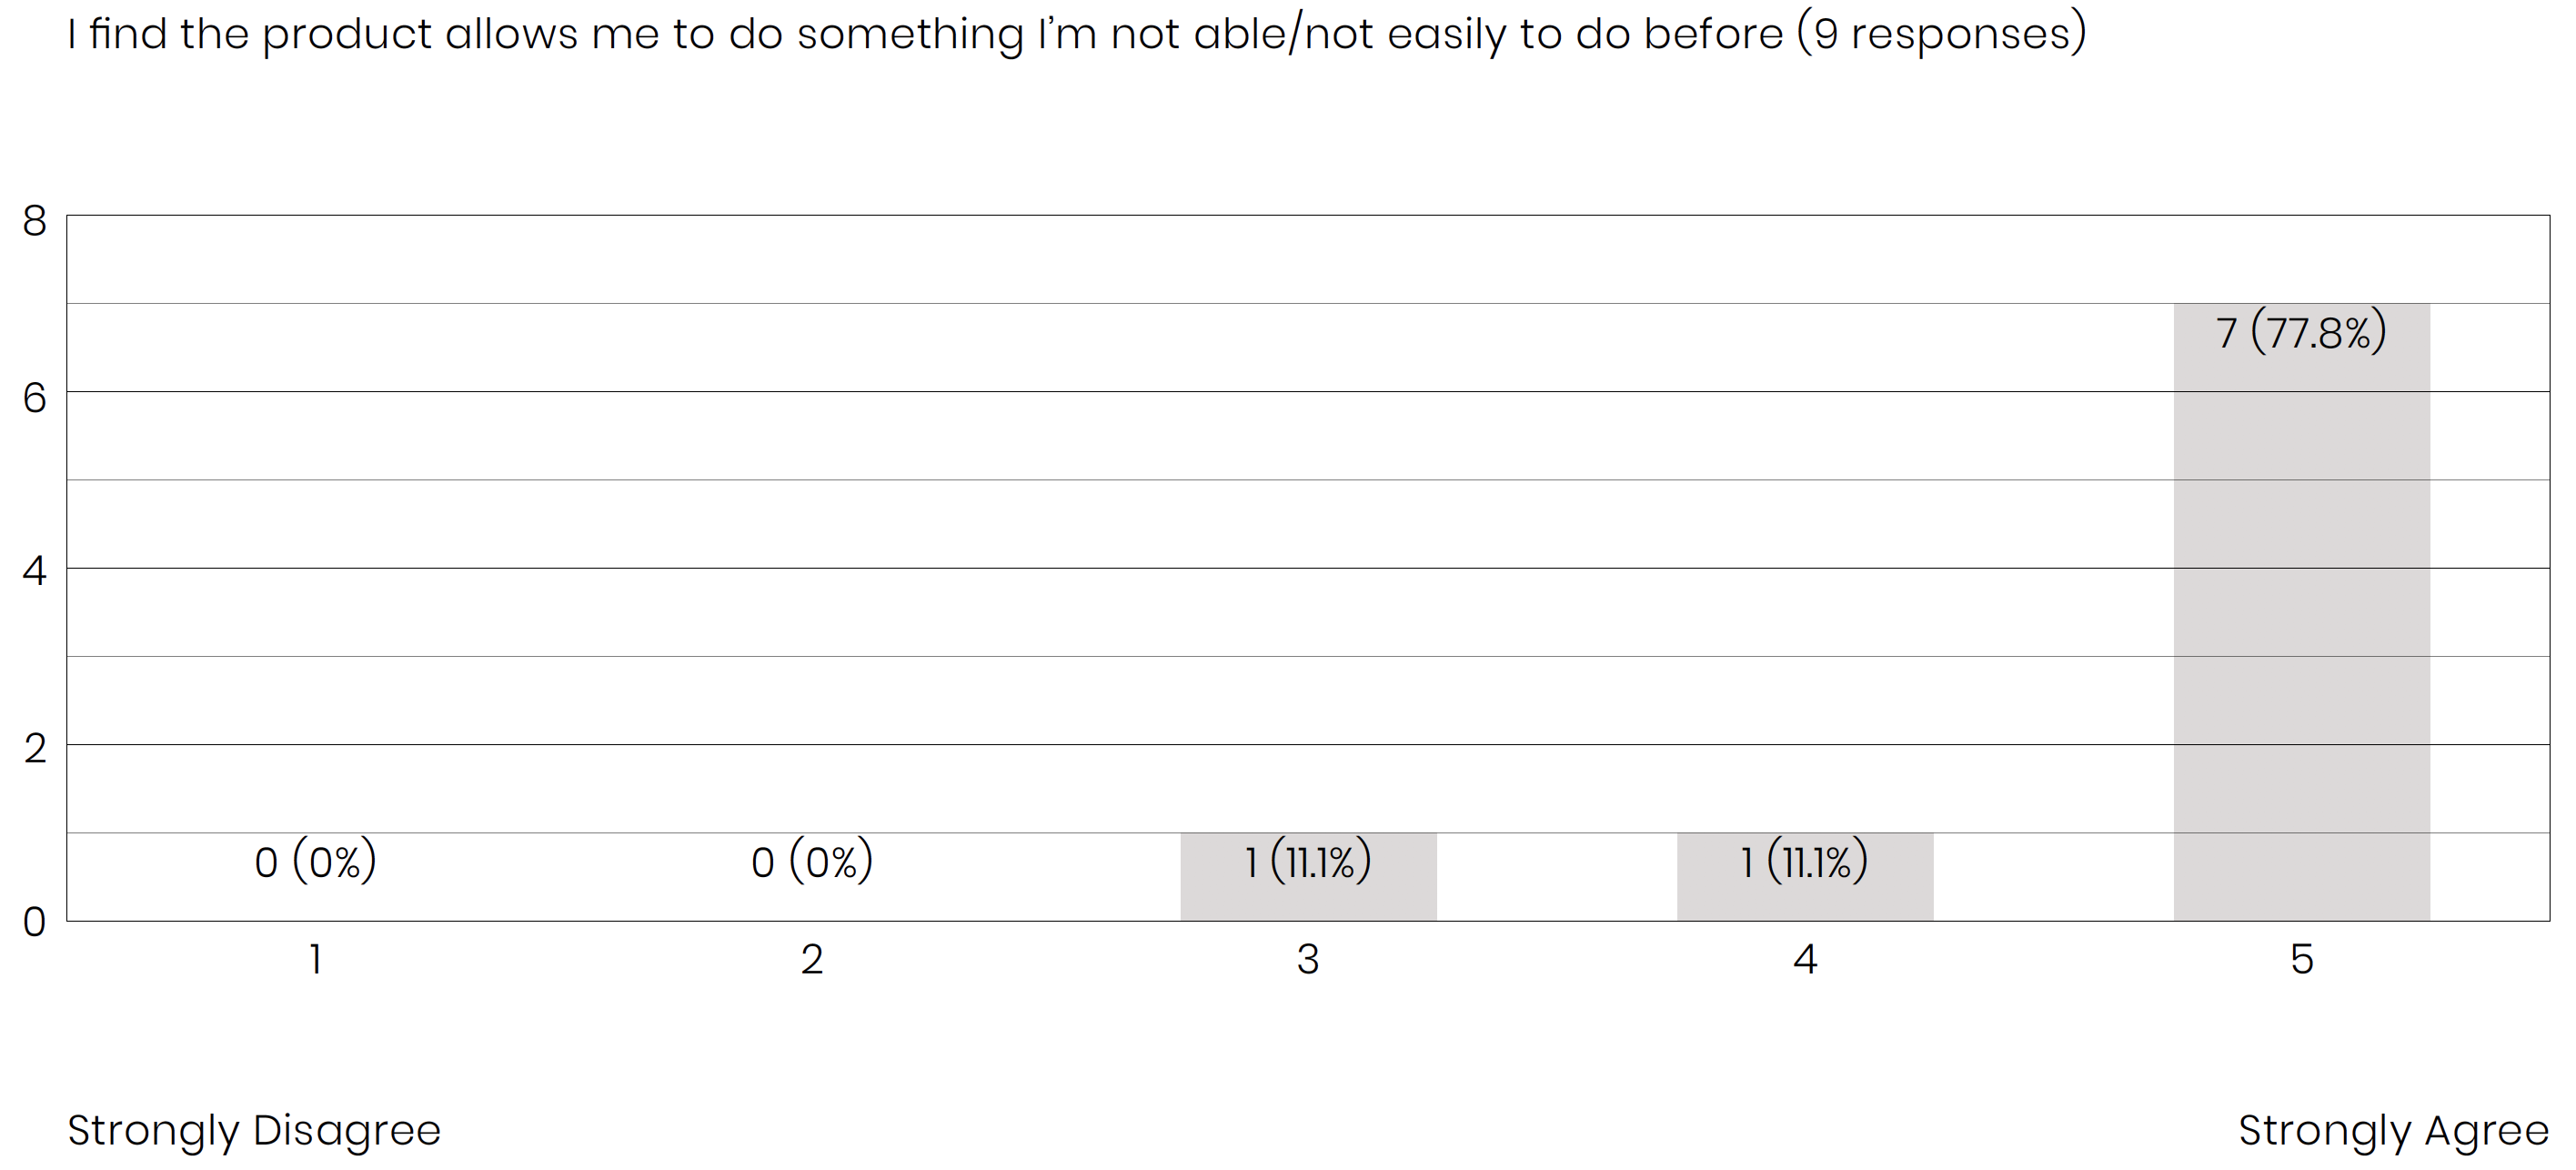 I find the product allows me to do something I’m not able/not easily to do before (9 responses)
8
7 (77.8%)
6
4
2
0 (0%) 0 (0%) 1 (11.1%) 1 (11.1%)
0
1 2 3 4 5
Strongly Disagree Strongly Agree